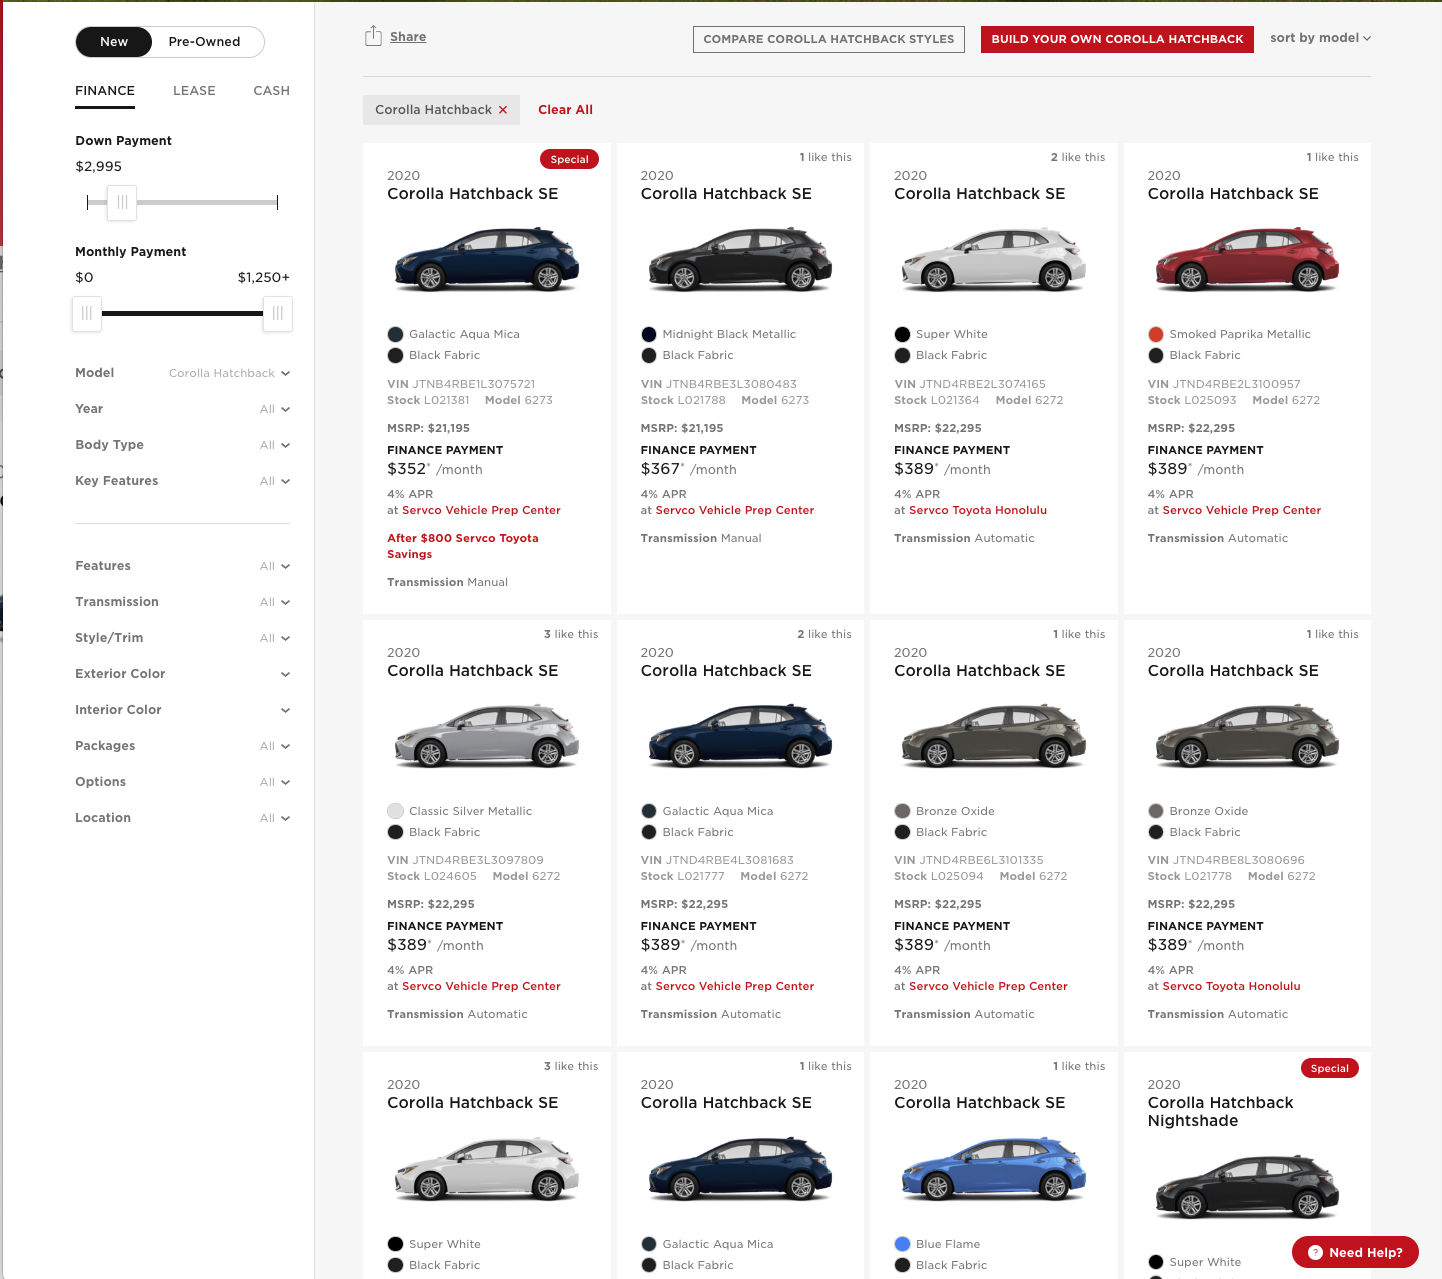 New
Pre-Owned
FINANCE LEASE CASH
Down Payment
$2,995
Monthly Payment
$0 $1,250+
Model Corolla Hatchback
Year All
Body Type All
Key Features All
Features All
Transmission All
Style/Trim All
Exterior Color
Interior Color
Packages All
Options All
Location All
Share
COMPARE COROLLA HATCHBACK STYLES
BUILD YOUR OWN COROLLA HATCHBACK
sort by model
Corolla Hatchback ×
Clear All
Special
2020
Corolla Hatchback SE
Galactic Aqua Mica
Black Fabric
VIN JTNB4RBE1L3075721
Stock L021381 Model 6273
MSRP: $21,195
FINANCE PAYMENT
$352* /month
4% APR
at Servco Vehicle Prep Center
After $800 Servco Toyota
Savings
Transmission Manual
1 like this
2020
Corolla Hatchback SE
Midnight Black Metallic
Black Fabric
VIN JTNB4RBE3L3080483
Stock L021788 Model 6273
MSRP: $21,195
FINANCE PAYMENT
$367* /month
4% APR
at Servco Vehicle Prep Center
Transmission Manual
2 like this
2020
Corolla Hatchback SE
Super White
Black Fabric
VIN JTND4RBE2L3074165
Stock L021364 Model 6272
MSRP: $22,295
FINANCE PAYMENT
$389* /month
4% APR
at Servco Toyota Honolulu
Transmission Automatic
1 like this
2020
Corolla Hatchback SE
Smoked Paprika Metallic
Black Fabric
VIN JTND4RBE2L3100957
Stock L025093 Model 6272
MSRP: $22,295
FINANCE PAYMENT
$389* /month
4% APR
at Servco Vehicle Prep Center
Transmission Automatic
3 like this
2020
Corolla Hatchback SE
Classic Silver Metallic
Black Fabric
VIN JTND4RBE3L3097809
Stock L024605 Model 6272
MSRP: $22,295
FINANCE PAYMENT
$389* /month
4% APR
at Servco Vehicle Prep Center
Transmission Automatic
2 like this
2020
Corolla Hatchback SE
Galactic Aqua Mica
Black Fabric
VIN JTND4RBE4L3081683
Stock L021777 Model 6272
MSRP: $22,295
FINANCE PAYMENT
$389* /month
4% APR
at Servco Vehicle Prep Center
Transmission Automatic
1 like this
2020
Corolla Hatchback SE
Bronze Oxide
Black Fabric
VIN JTND4RBE6L3101335
Stock L025094 Model 6272
MSRP: $22,295
FINANCE PAYMENT
$389* /month
4% APR
at Servco Vehicle Prep Center
Transmission Automatic
1 like this
2020
Corolla Hatchback SE
Bronze Oxide
Black Fabric
VIN JTND4RBE8L3080696
Stock L021778 Model 6272
MSRP: $22,295
FINANCE PAYMENT
$389* /month
4% APR
at Servco Toyota Honolulu
Transmission Automatic
3 like this
2020
Corolla Hatchback SE
Super White
Black Fabric
1 like this
2020
Corolla Hatchback SE
Galactic Aqua Mica
Black Fabric
1 like this
2020
Corolla Hatchback SE
Blue Flame
Black Fabric
Special
2020
Corolla Hatchback
Nightshade
Super White
? Need Help?